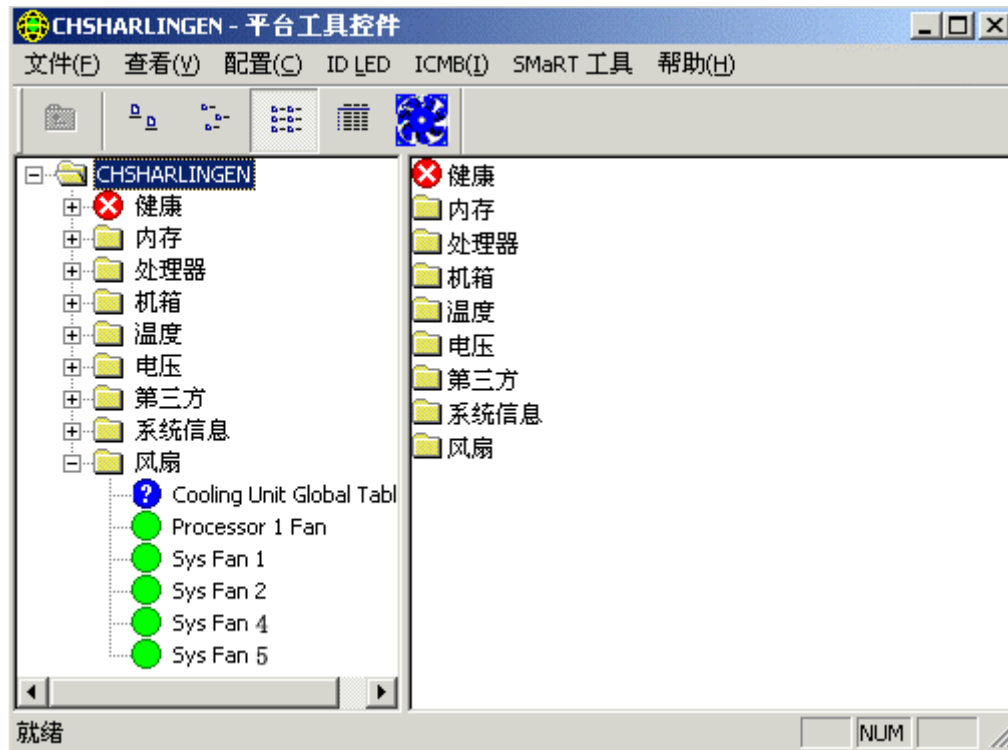 CHSHARLINGEN - 平台工具控件
文件(F) 查看(V) 配置(C) ID LED ICMB(I) SMaRT 工具 帮助(H)
CHSHARLINGEN
健康
内存
处理器
机箱
温度
电压
第三方
系统信息
风扇
Cooling Unit Global Tabl
Processor 1 Fan
Sys Fan 1
Sys Fan 2
Sys Fan 4
Sys Fan 5
健康
内存
处理器
机箱
温度
电压
第三方
系统信息
风扇
就绪
NUM